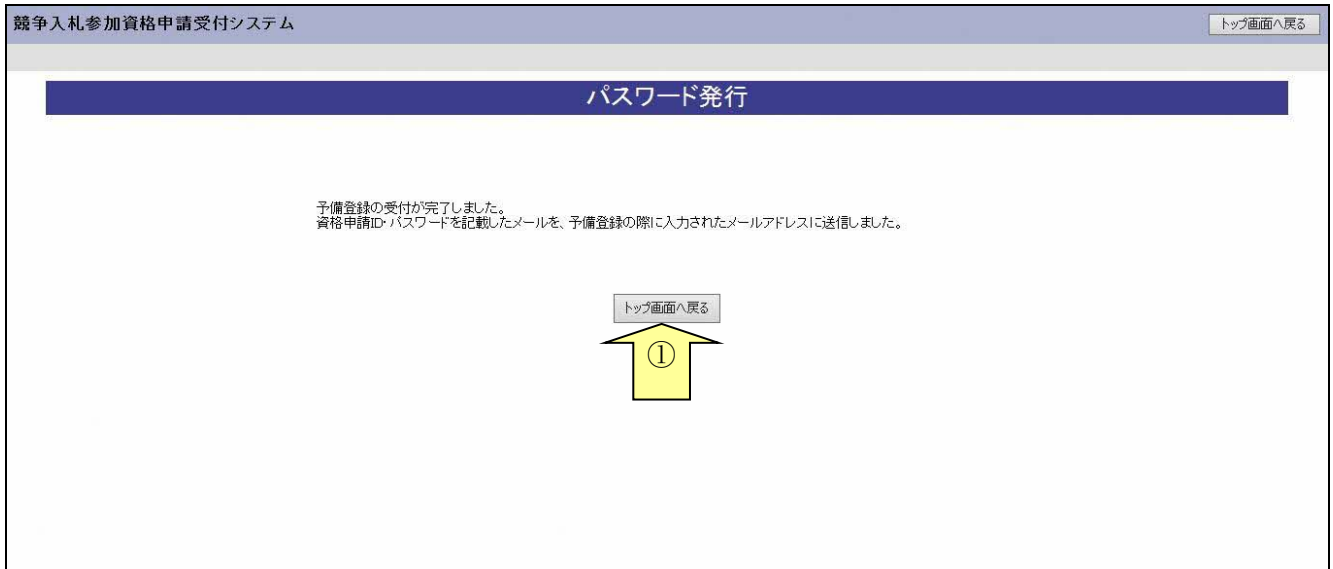 競争入札参加資格申請受付システム
トップ画面へ戻る
パスワード発行
予備登録の受付が完了しました。
資格申請ID・パスワードを記載したメールを、予備登録の際に入力されたメールアドレスに送信しました。
トップ画面へ戻る
①